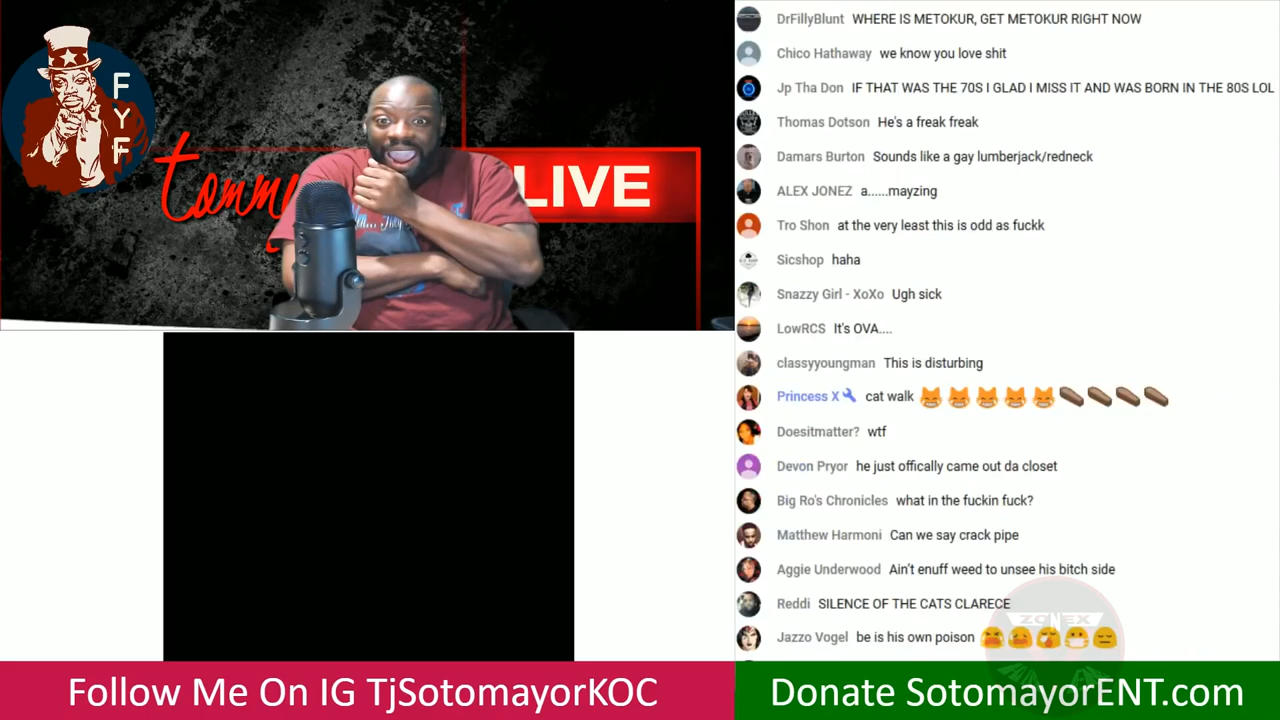 F
Y
F
tommy
LIVE
DrFillyBlunt WHERE IS METOKUR, GET METOKUR RIGHT NOW
Chico Hathaway we know you love shit
Jp Tha Don IF THAT WAS THE 70S I GLAD I MISS IT AND WAS BORN IN THE 80S LOL
Thomas Dotson He's a freak freak
Damars Burton Sounds like a gay lumberjack/redneck
ALEX JONEZ a......mayzing
Tro Shon at the very least this is odd as fuckk
Sicshop haha
Snazzy Girl - XoXo Ugh sick
LowRCS It's OVA....
classyyoungman This is disturbing
Princess X cat walk 😹😹😹😹😹⚰⚰⚰⚰
Doesitmatter? wtf
Devon Pryor he just offically came out da closet
Big Ro's Chronicles what in the fuckin fuck?
Matthew Harmoni Can we say crack pipe
Aggie Underwood Ain't enuff weed to unsee his bitch side
Reddi SILENCE OF THE CATS CLARECE
ZONEX
Jazzo Vogel be is his own poison
Follow Me On IG TjSotomayorKOC
Donate SotomayorENT.com